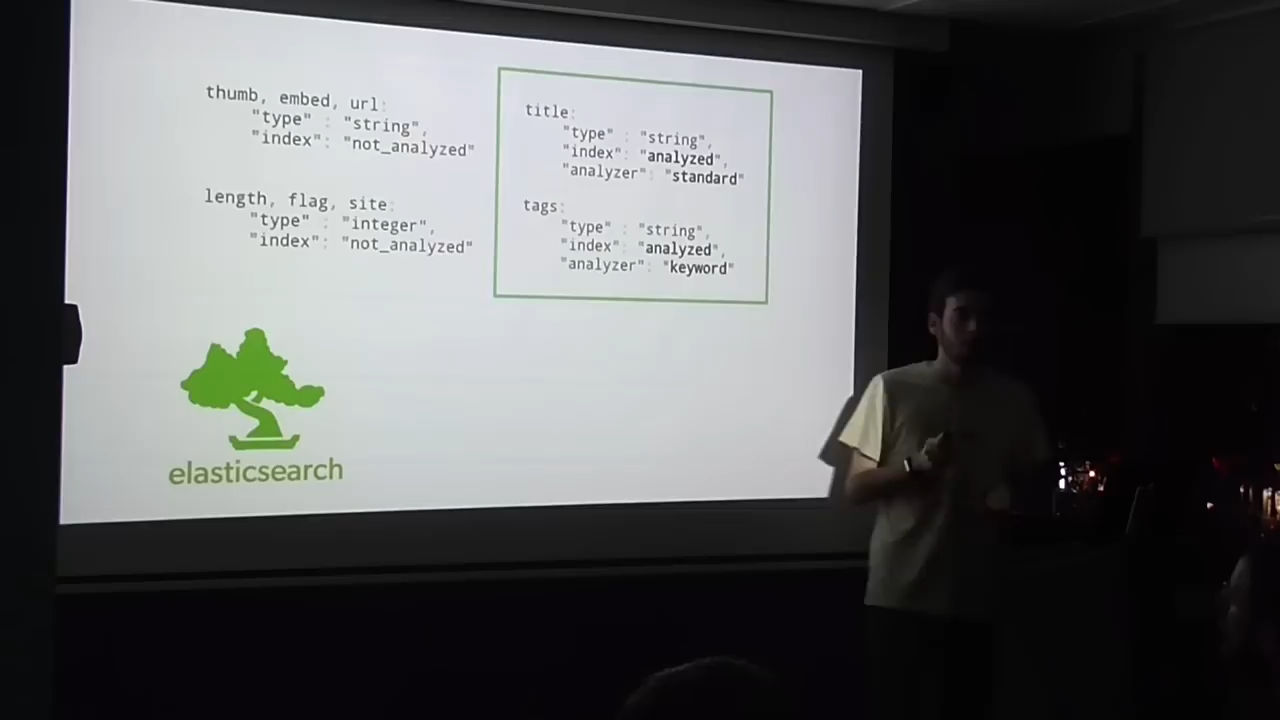 thumb, embed, url:
"type" : "string",
"index": "not_analyzed"
length, flag, site:
"type" : "integer",
"index": "not_analyzed"
title:
"type" : "string",
"index": "analyzed",
"analyzer": "standard"
tags:
"type" : "string",
"index": "analyzed",
"analyzer": "keyword"
elasticsearch